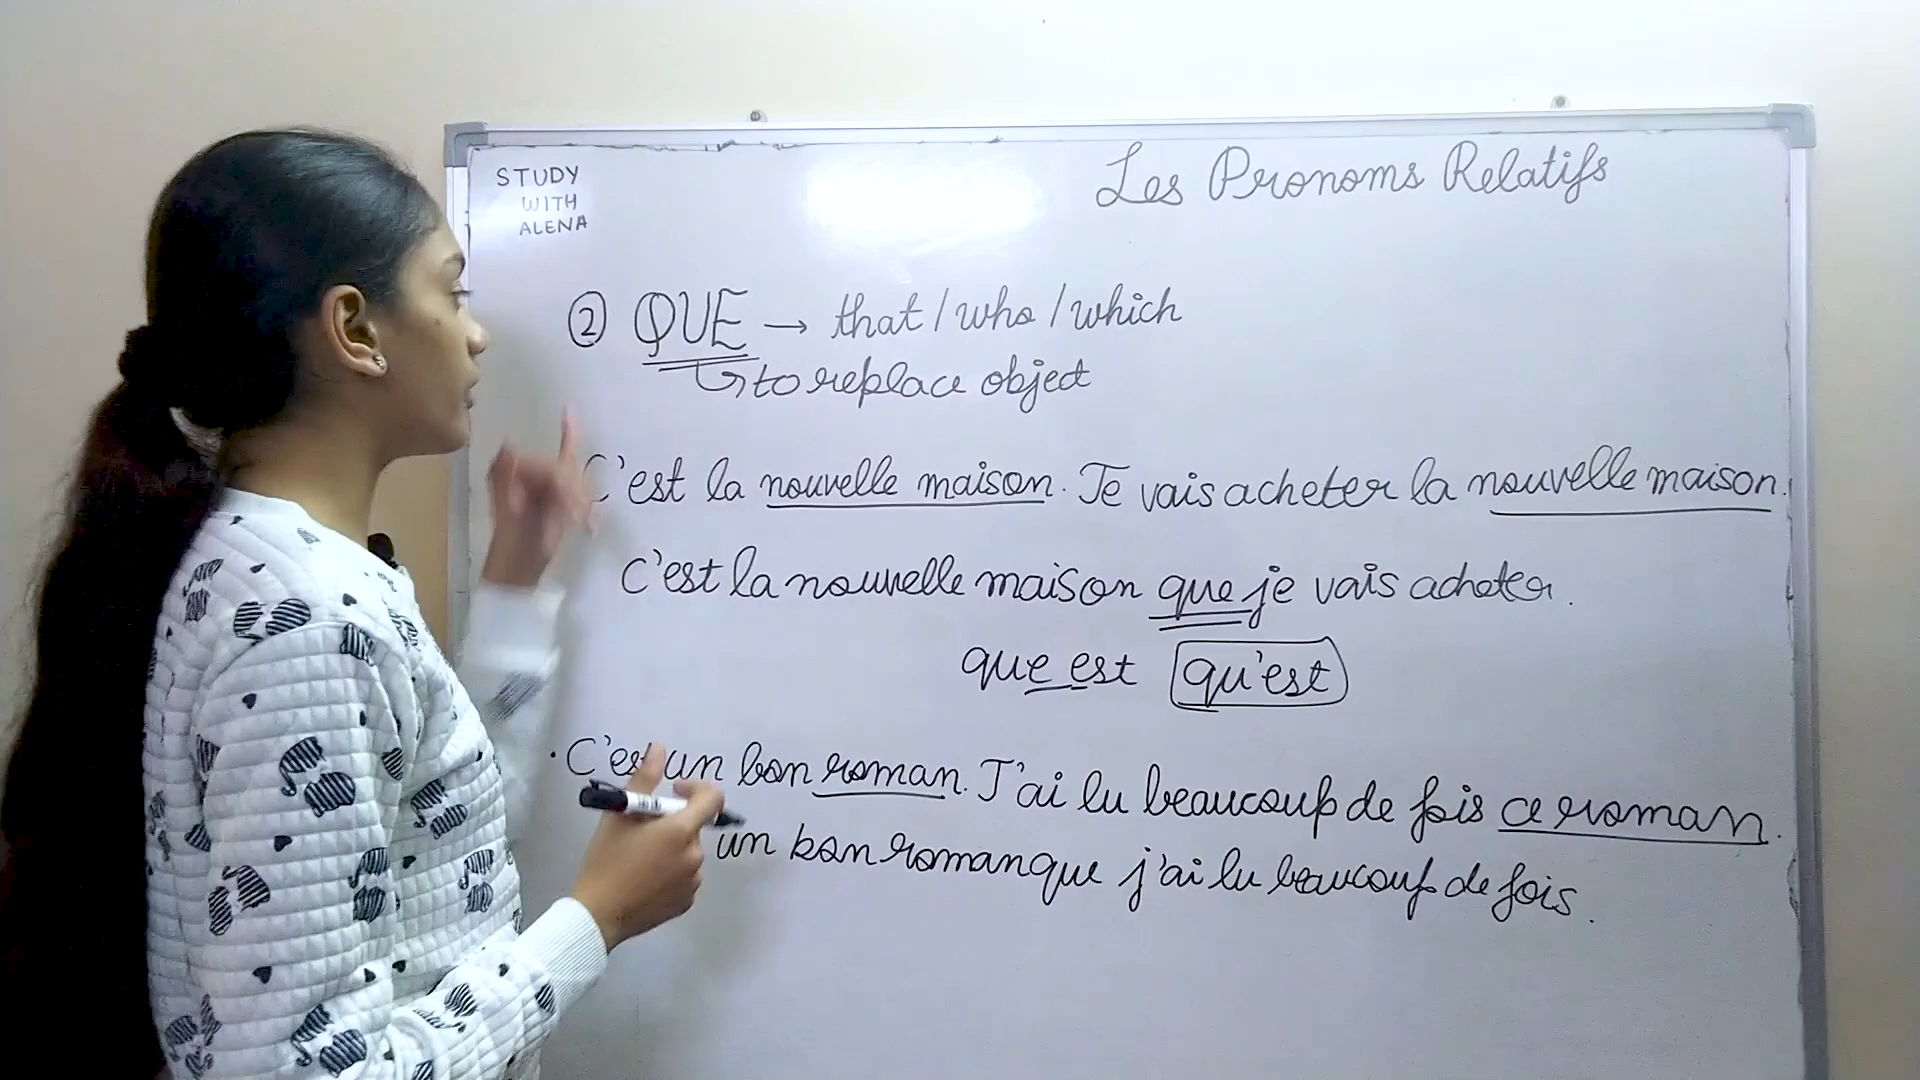 STUDY
WITH
ALENA
Les Pronoms Relatifs
② QUE → that / who / which
to replace object
C'est la nouvelle maison. Je vais acheter la nouvelle maison.
C'est la nouvelle maison que je vais acheter.
que est qu'est
• C'est un bon roman. J'ai lu beaucoup de fois ce roman.
un bon roman que j'ai lu beaucoup de fois.